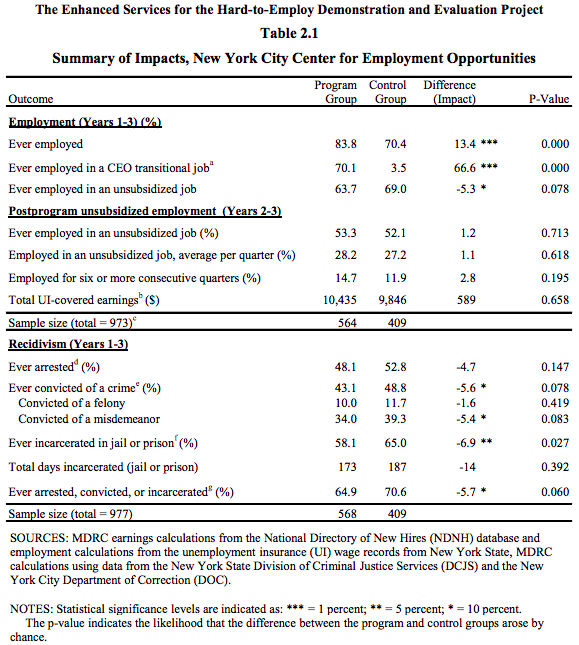 The Enhanced Services for the Hard-to-Employ Demonstration and Evaluation Project
Table 2.1
Summary of Impacts, New York City Center for Employment Opportunities
Program Control Difference
Outcome Group Group (Impact) P-Value
Employment (Years 1-3) (%)
Ever employed 83.8 70.4 13.4 *** 0.000
Ever employed in a CEO transitional job^a 70.1 3.5 66.6 *** 0.000
Ever employed in an unsubsidized job 63.7 69.0 -5.3 * 0.078
Postprogram unsubsidized employment (Years 2-3)
Ever employed in an unsubsidized job (%) 53.3 52.1 1.2 0.713
Employed in an unsubsidized job, average per quarter (%) 28.2 27.2 1.1 0.618
Employed for six or more consecutive quarters (%) 14.7 11.9 2.8 0.195
Total UI-covered earnings^b ($) 10,435 9,846 589 0.658
Sample size (total = 973)^c 564 409
Recidivism (Years 1-3)
Ever arrested^d (%) 48.1 52.8 -4.7 0.147
Ever convicted of a crime^e (%) 43.1 48.8 -5.6 * 0.078
Convicted of a felony 10.0 11.7 -1.6 0.419
Convicted of a misdemeanor 34.0 39.3 -5.4 * 0.083
Ever incarcerated in jail or prison^f (%) 58.1 65.0 -6.9 ** 0.027
Total days incarcerated (jail or prison) 173 187 -14 0.392
Ever arrested, convicted, or incarcerated^g (%) 64.9 70.6 -5.7 * 0.060
Sample size (total = 977) 568 409
SOURCES: MDRC earnings calculations from the National Directory of New Hires (NDNH) database and
employment calculations from the unemployment insurance (UI) wage records from New York State, MDRC
calculations using data from the New York State Division of Criminal Justice Services (DCJS) and the New
York City Department of Correction (DOC).
NOTES: Statistical significance levels are indicated as: *** = 1 percent; ** = 5 percent; * = 10 percent.
The p-value indicates the likelihood that the difference between the program and control groups arose by
chance.